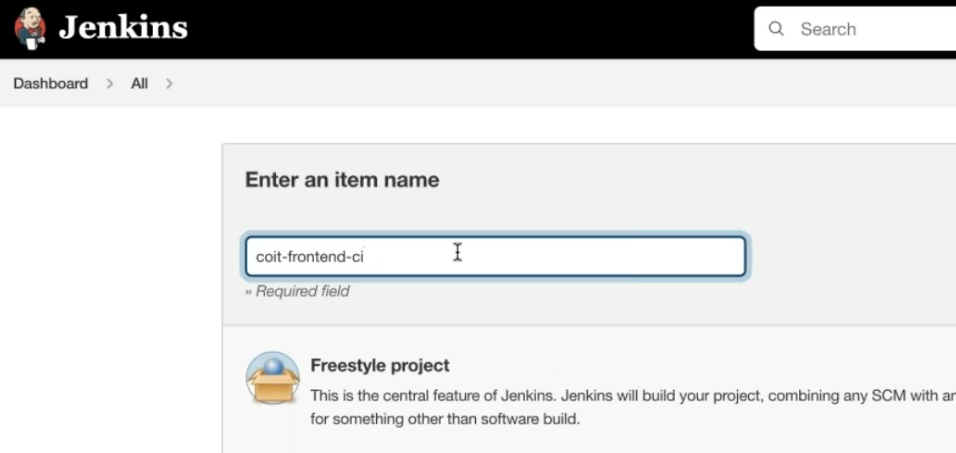 Jenkins
Search
Dashboard > All >
Enter an item name
coit-frontend-ci
» Required field
Freestyle project
This is the central feature of Jenkins. Jenkins will build your project, combining any SCM with
for something other than software build.